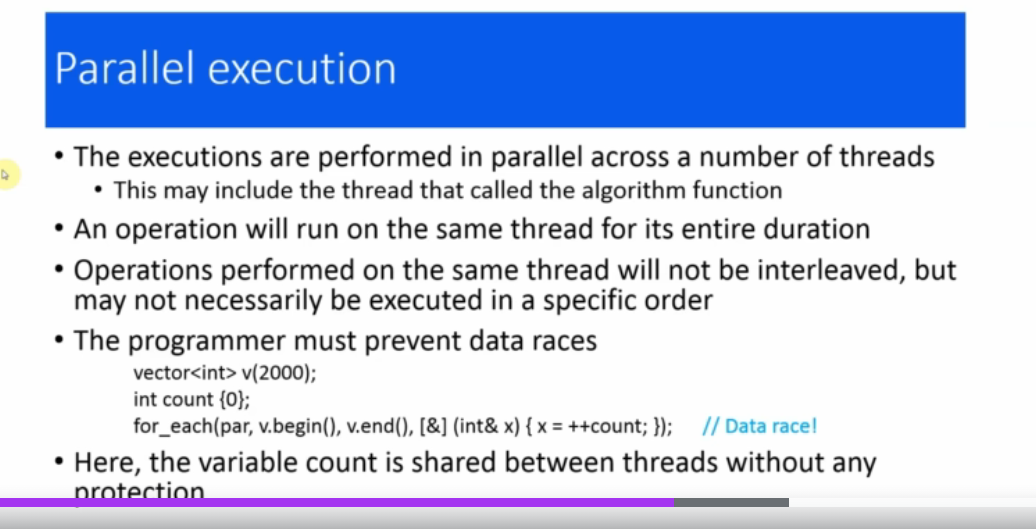 Parallel execution
• The executions are performed in parallel across a number of threads
• This may include the thread that called the algorithm function
• An operation will run on the same thread for its entire duration
• Operations performed on the same thread will not be interleaved, but
may not necessarily be executed in a specific order
• The programmer must prevent data races
vector<int> v(2000);
int count {0};
for_each(par, v.begin(), v.end(), [&] (int& x) { x = ++count; }); // Data race!
• Here, the variable count is shared between threads without any
protection